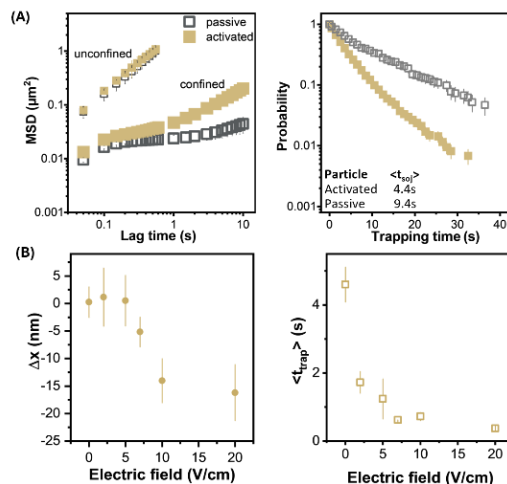 (A)
passive
activated
unconfined
confined
MSD (μm²)
1
0.1
0.01
0.001
0.1
1
10
Lag time (s)
Probability
1
0.1
0.01
0.001
Particle <t_soj>
Activated 4.4s
Passive 9.4s
0
10
20
30
40
Trapping time (s)
(B)
Δx (nm)
10
5
0
-5
-10
-15
-20
-25
0
5
10
15
20
Electric field (V/cm)
<t_trap> (s)
4
2
0
0
5
10
15
20
Electric field (V/cm)